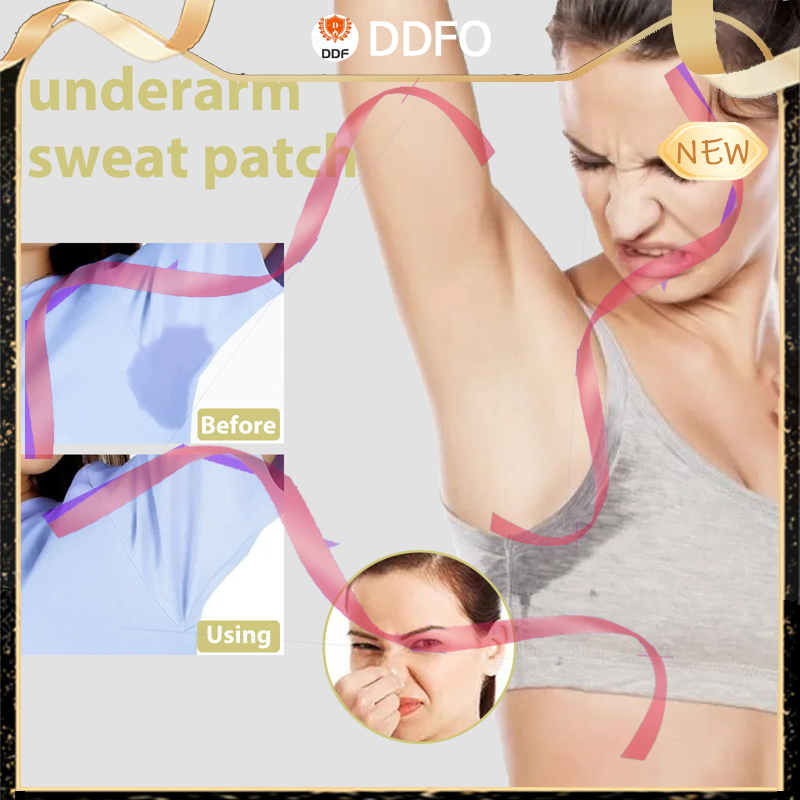 DDF
DDFO
underarm
sweat patch
NEW
Before
Using